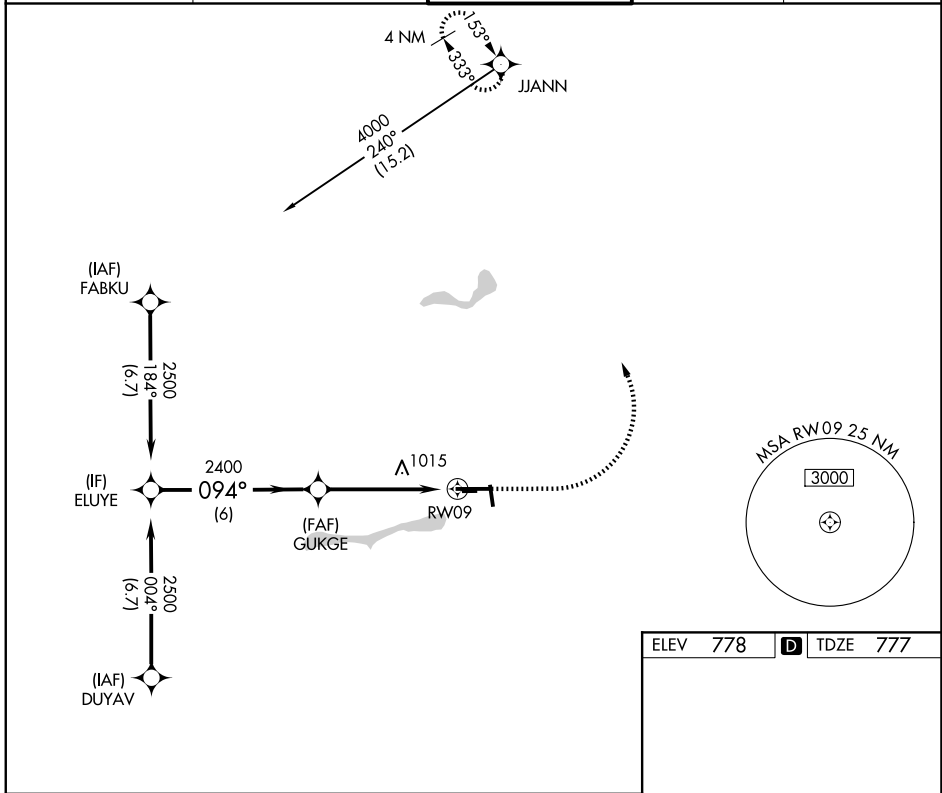 4 NM
153°
333°
JJANN
4000
240°
(15.2)
(IAF)
FABKU
2500
184°
(6.7)
(IF)
ELUYE
2400
094°
(6)
(FAF)
GUKGE
1015
RW09
2500
004°
(6.7)
(IAF)
DUYAV
MSA RW09 25 NM
3000
ELEV 778 D TDZE 777